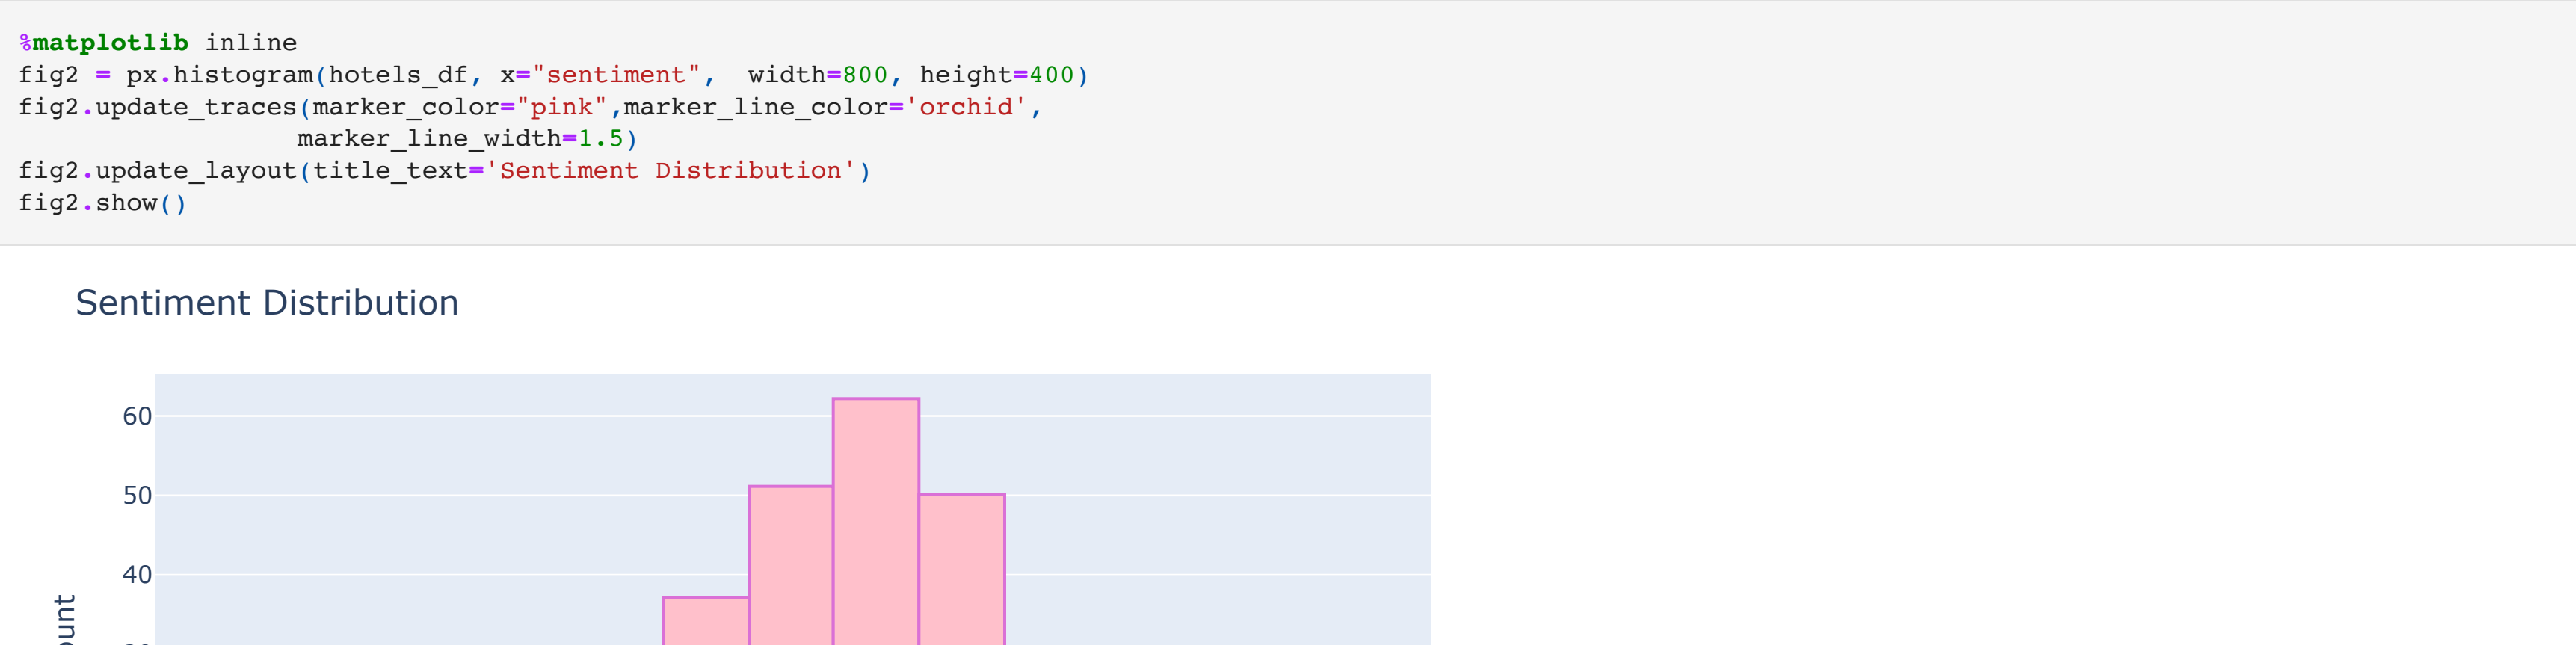 %matplotlib inline
fig2 = px.histogram(hotels_df, x="sentiment",  width=800, height=400)
fig2.update_traces(marker_color="pink",marker_line_color='orchid',
                  marker_line_width=1.5)
fig2.update_layout(title_text='Sentiment Distribution')
fig2.show()
Sentiment Distribution
60
50
40